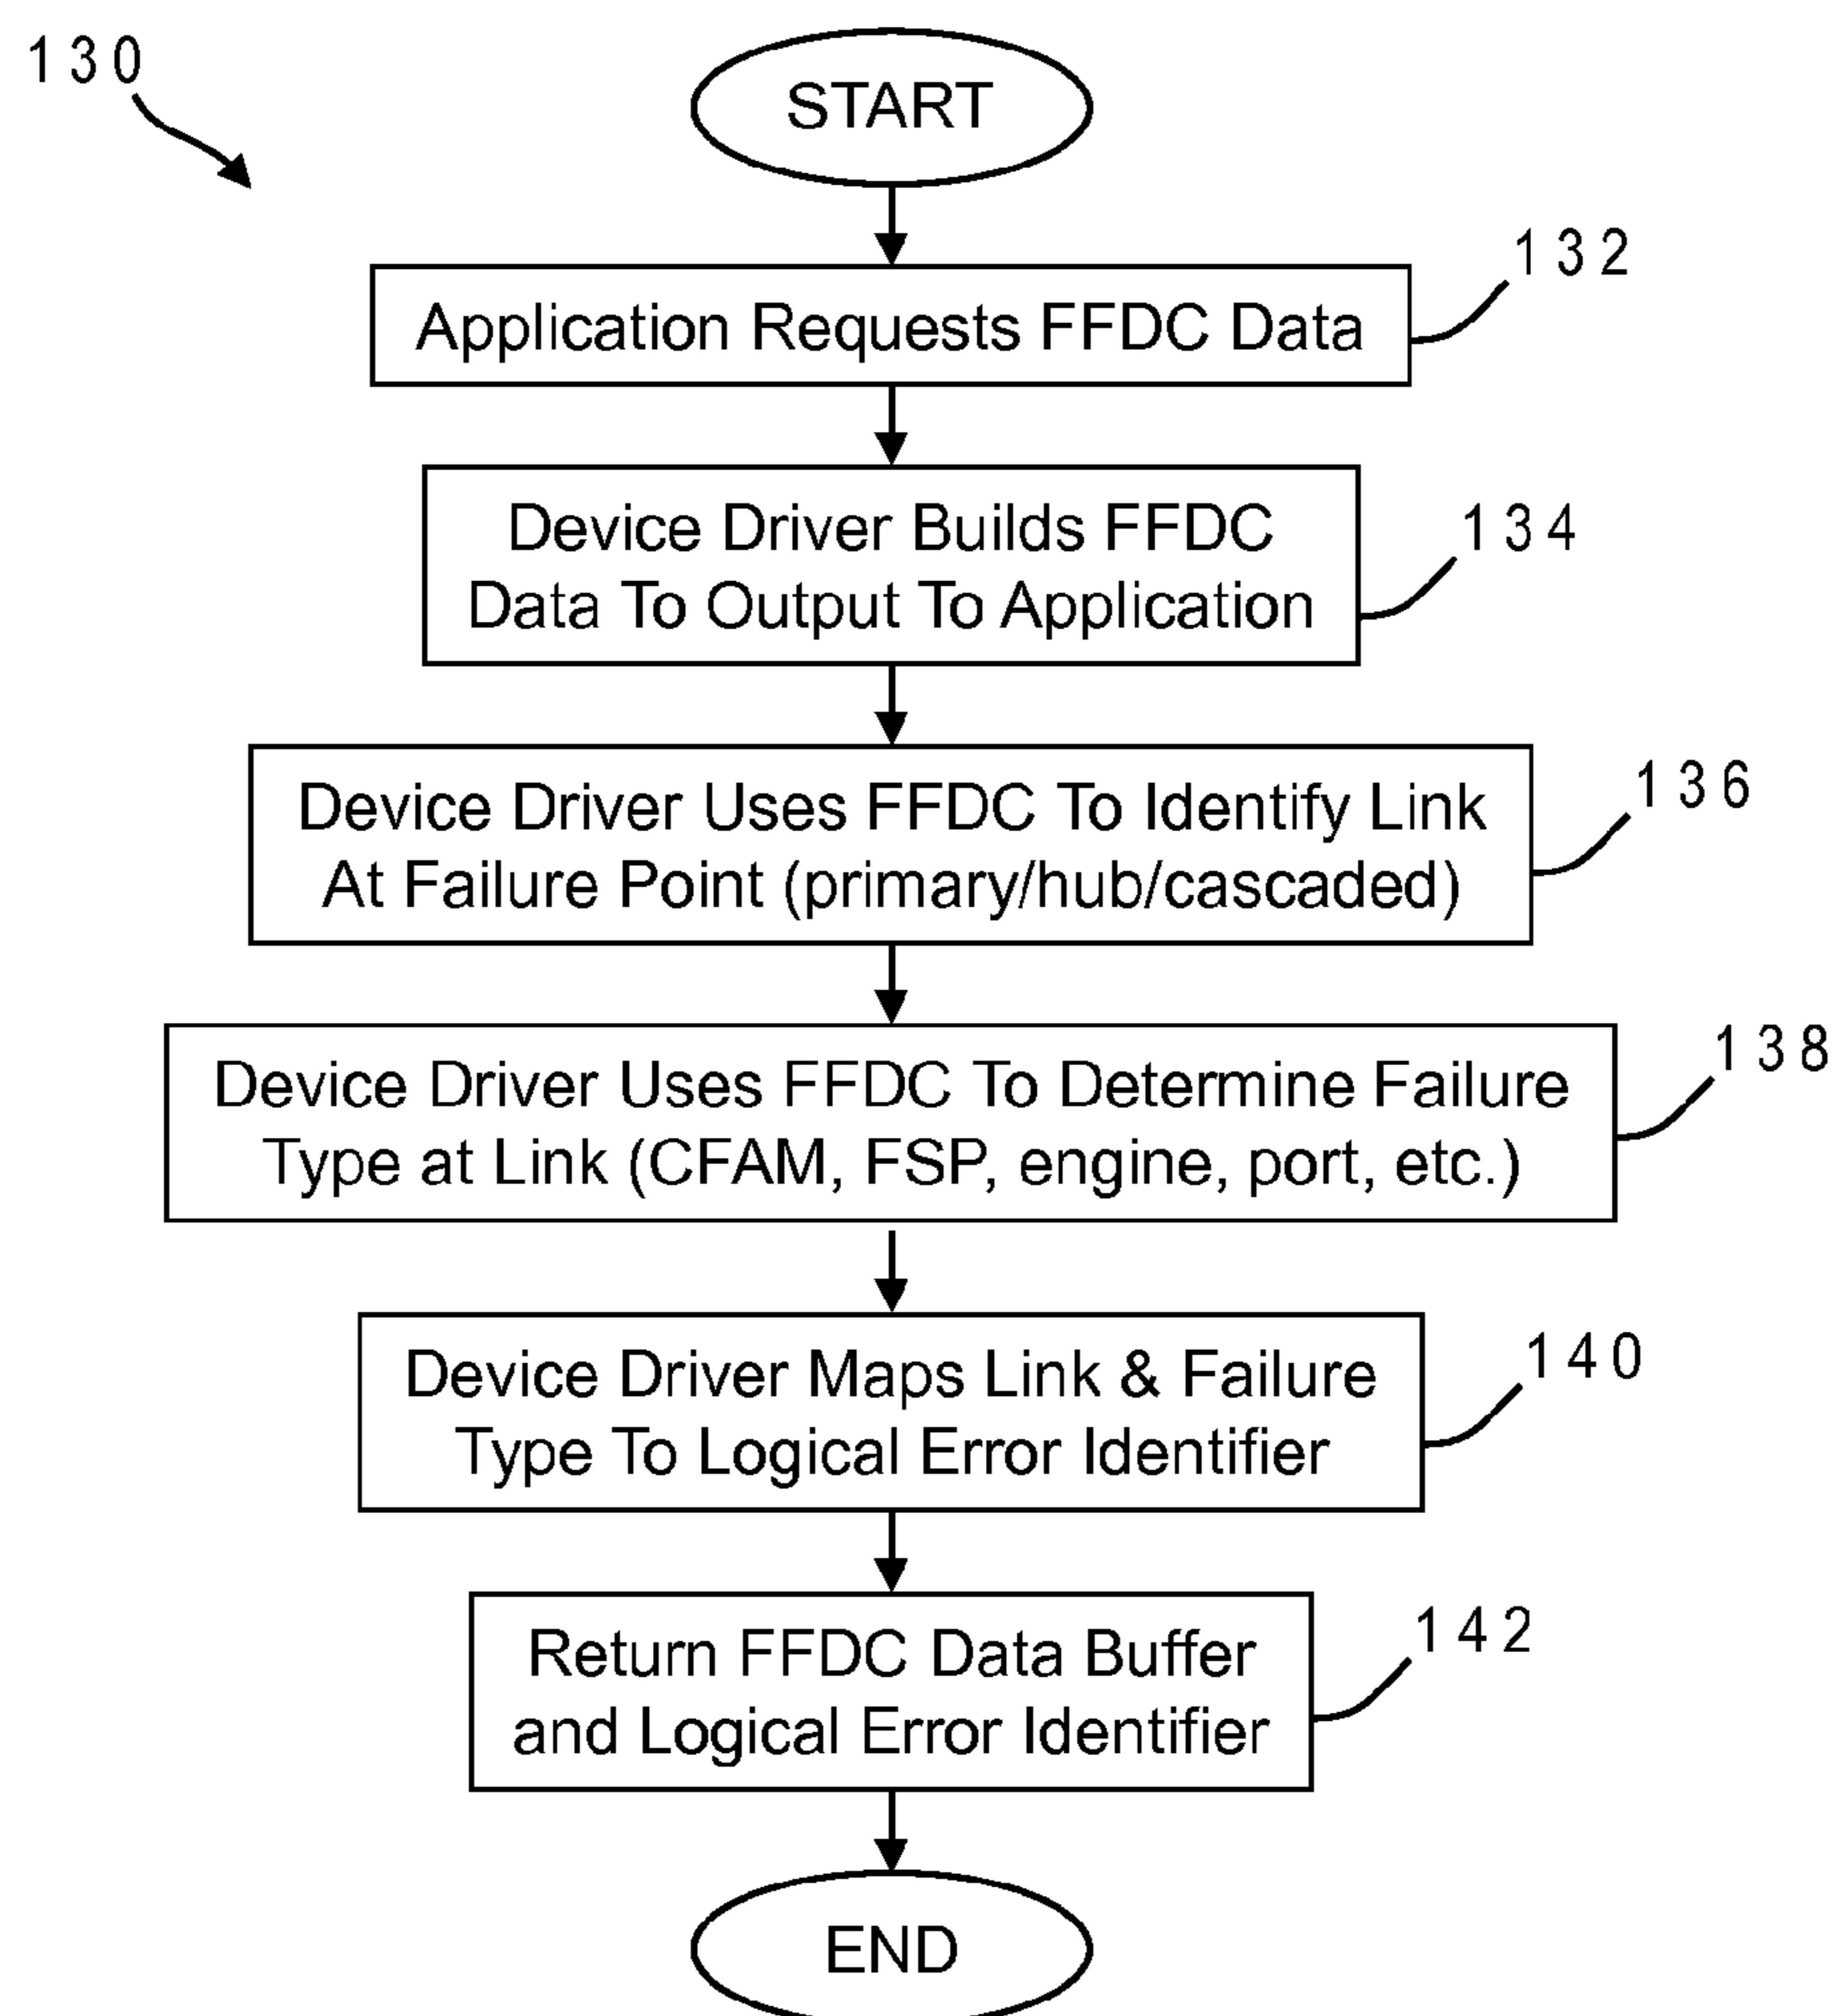 130
START
132
Application Requests FFDC Data
134
Device Driver Builds FFDC
Data To Output To Application
136
Device Driver Uses FFDC To Identify Link
At Failure Point (primary/hub/cascaded)
138
Device Driver Uses FFDC To Determine Failure
Type at Link (CFAM, FSP, engine, port, etc.)
140
Device Driver Maps Link & Failure
Type To Logical Error Identifier
142
Return FFDC Data Buffer
and Logical Error Identifier
END